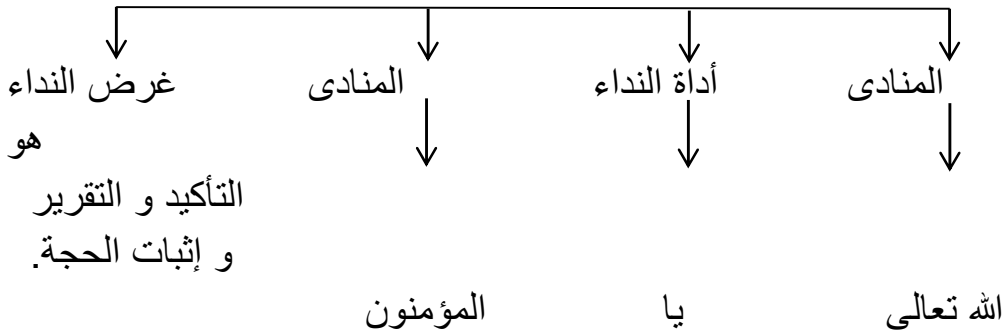 المنادى أداة النداء المنادى غرض النداء
هو
التأكيد و التقرير
و إثبات الحجة.
الله تعالى يا المؤمنون